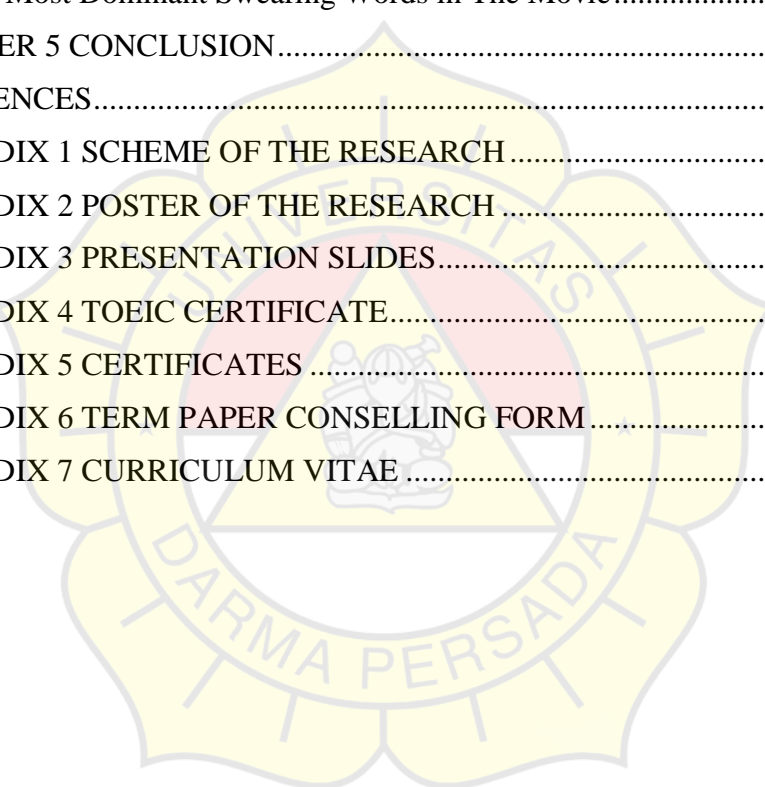 Most Dominant Swearing Words In The Movie....................
ER 5 CONCLUSION............................................................
ENCES....................................................................................
DIX 1 SCHEME OF THE RESEARCH................................
DIX 2 POSTER OF THE RESEARCH.................................
DIX 3 PRESENTATION SLIDES..........................................
DIX 4 TOEIC CERTIFICATE................................................
DIX 5 CERTIFICATES..........................................................
DIX 6 TERM PAPER CONSELLING FORM.....................
DIX 7 CURRICULUM VITAE.............................................
UNIVERSITAS
DARMA PERSADA